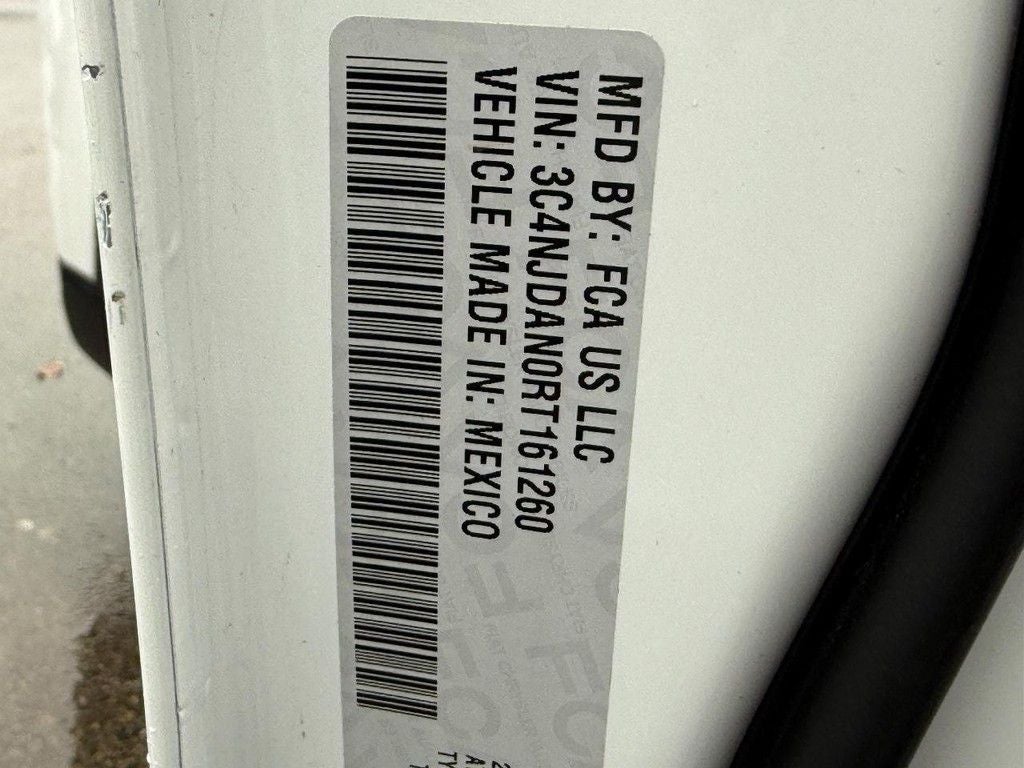 MFD BY: FCA US LLC
VIN: 3C4NJDAN0RT161260
VEHICLE MADE IN: MEXICO